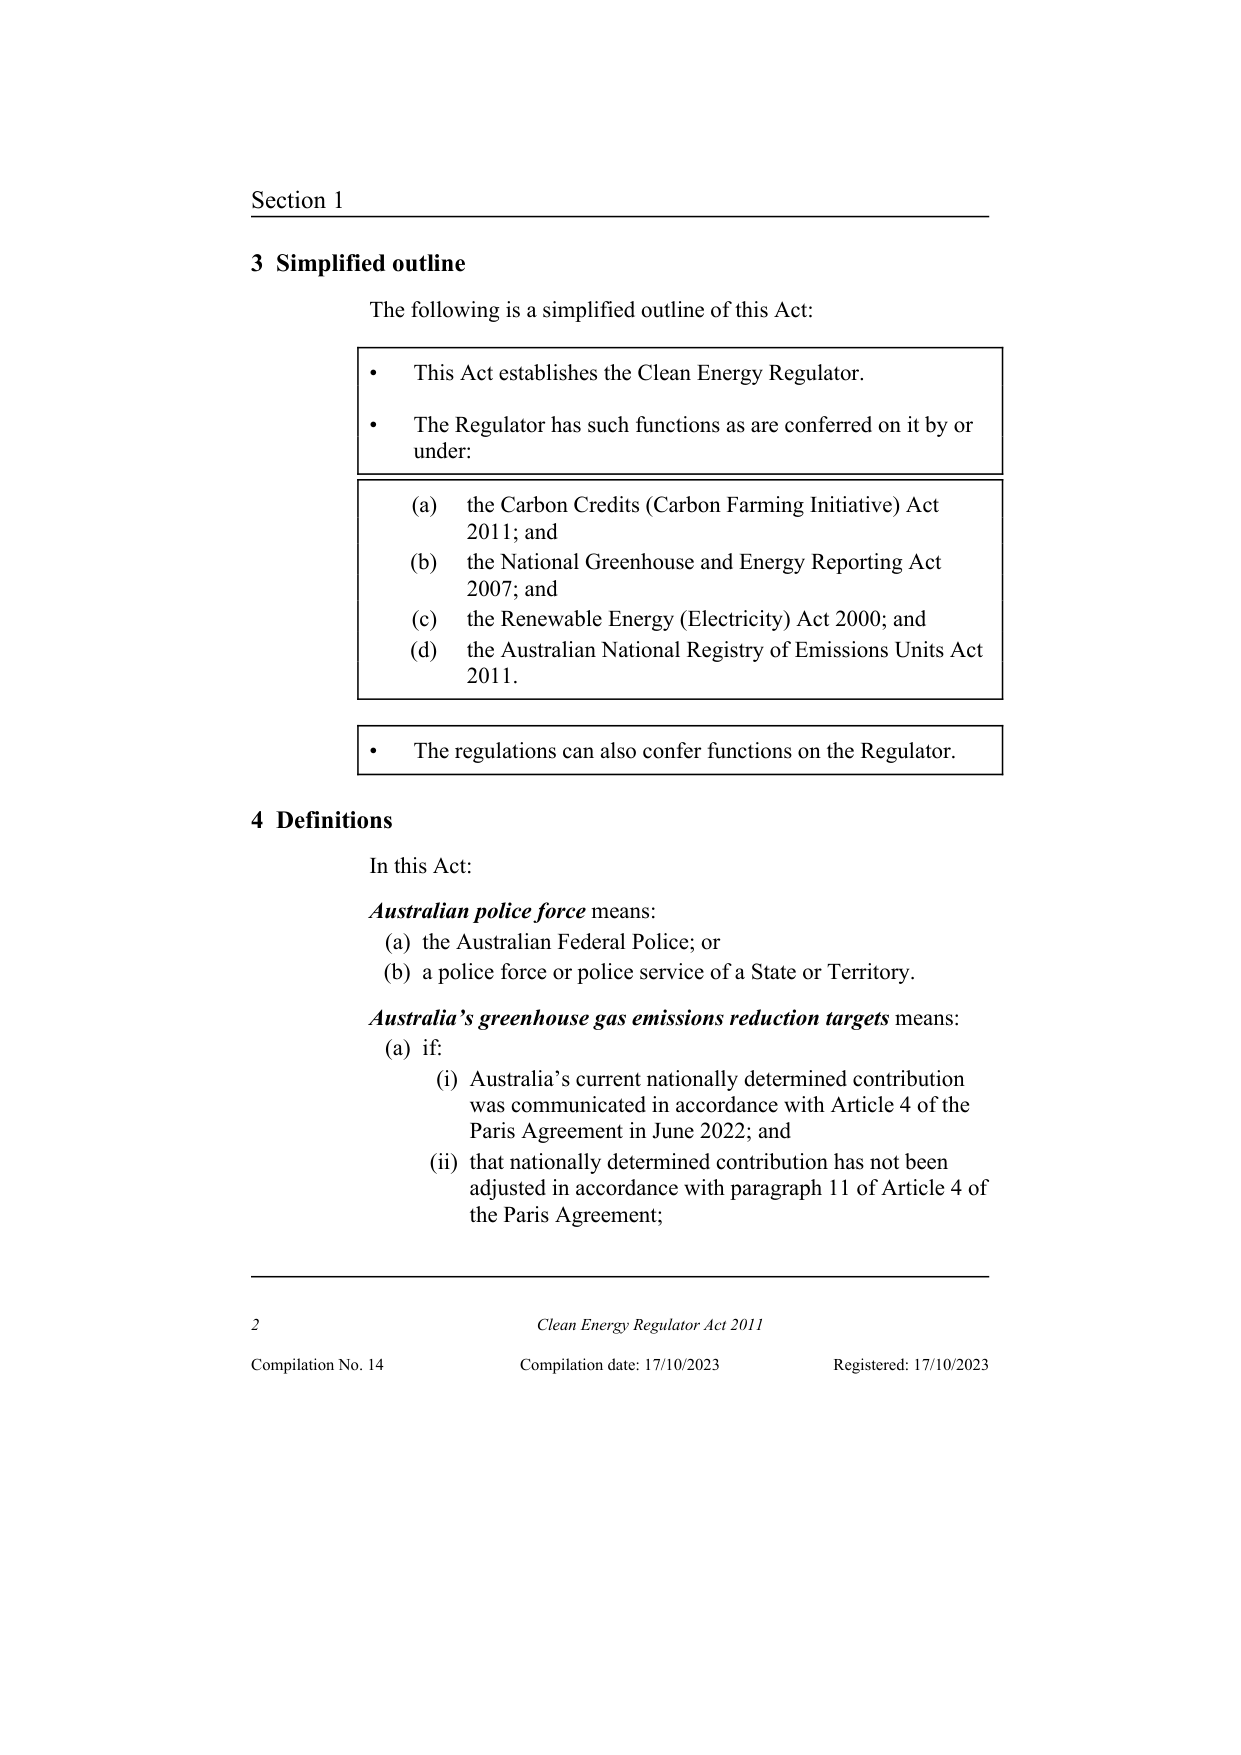 Section 1
3 Simplified outline
The following is a simplified outline of this Act:
• This Act establishes the Clean Energy Regulator.
• The Regulator has such functions as are conferred on it by or
under:
(a) the Carbon Credits (Carbon Farming Initiative) Act
2011; and
(b) the National Greenhouse and Energy Reporting Act
2007; and
(c) the Renewable Energy (Electricity) Act 2000; and
(d) the Australian National Registry of Emissions Units Act
2011.
• The regulations can also confer functions on the Regulator.
4 Definitions
In this Act:
Australian police force means:
(a) the Australian Federal Police; or
(b) a police force or police service of a State or Territory.
Australia’s greenhouse gas emissions reduction targets means:
(a) if:
(i) Australia’s current nationally determined contribution
was communicated in accordance with Article 4 of the
Paris Agreement in June 2022; and
(ii) that nationally determined contribution has not been
adjusted in accordance with paragraph 11 of Article 4 of
the Paris Agreement;
2 Clean Energy Regulator Act 2011
Compilation No. 14 Compilation date: 17/10/2023 Registered: 17/10/2023